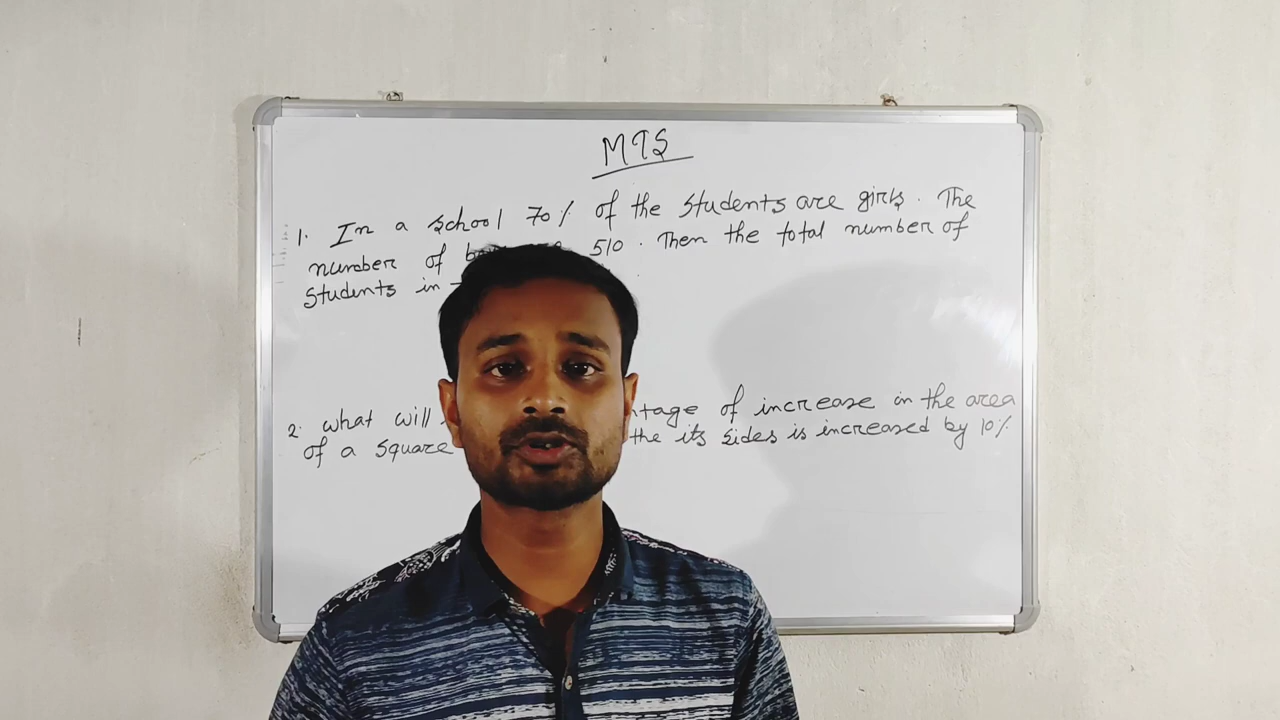 MTS
1. In a school 70% of the students are girls. The
number of 510. Then the total number of
students in
2. what will of increase in the area
of a square the its sides is increased by 10%